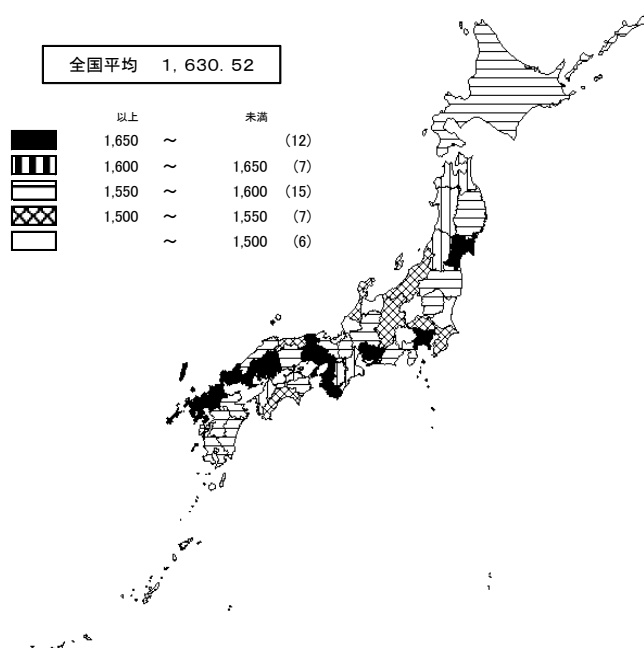 全国平均 1,630.52
以上 未満
1,650 ～ (12)
1,600 ～ 1,650 (7)
1,550 ～ 1,600 (15)
1,500 ～ 1,550 (7)
～ 1,500 (6)